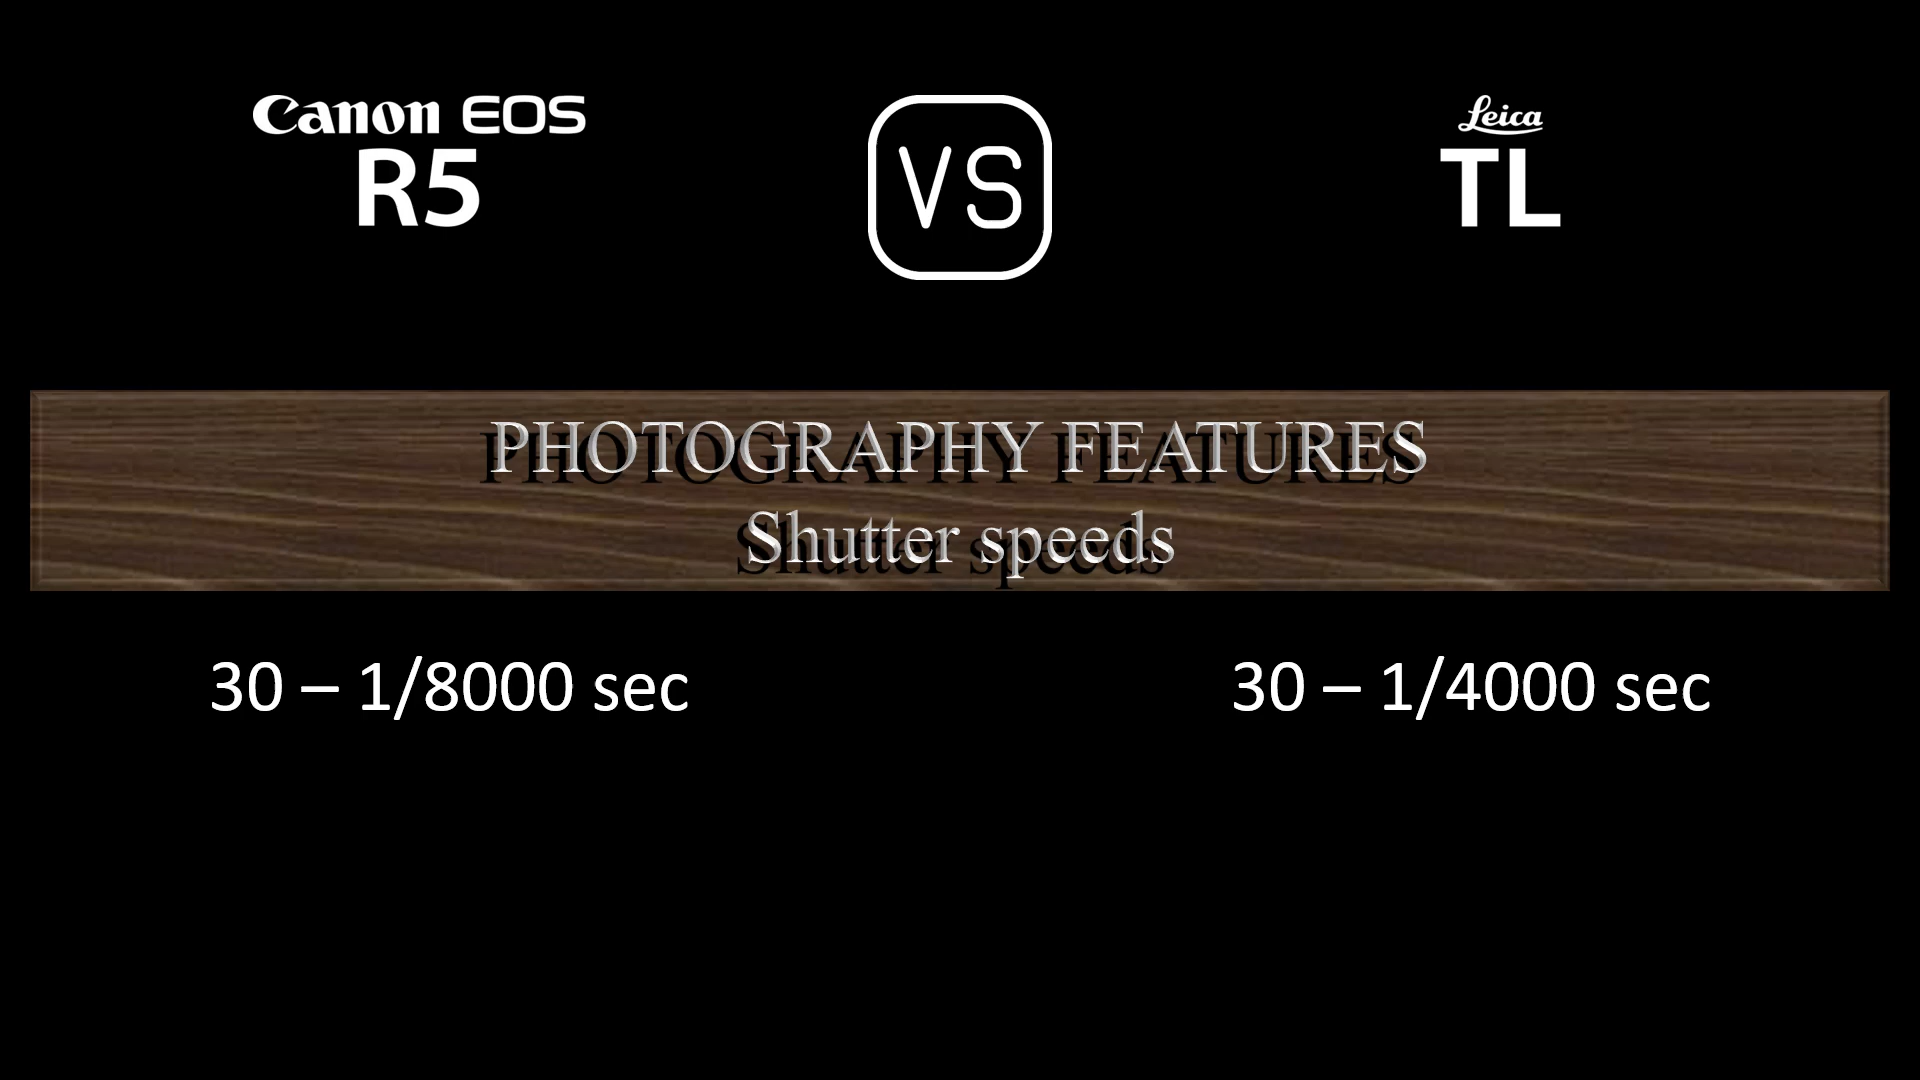 Canon EOS
R5
VS
Leica
TL
PHOTOGRAPHY FEATURES
Shutter speeds
30 – 1/8000 sec
30 – 1/4000 sec